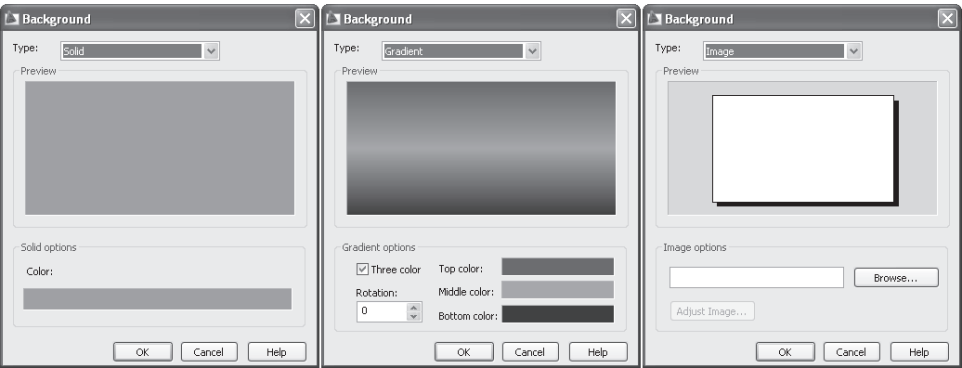 Background
Type: Solid
Preview
Solid options
Color:
OK Cancel Help
Background
Type: Gradient
Preview
Gradient options
Three color Top color:
Rotation: Middle color:
0 Bottom color:
OK Cancel Help
Background
Type: Image
Preview
Image options
Browse...
Adjust Image...
OK Cancel Help